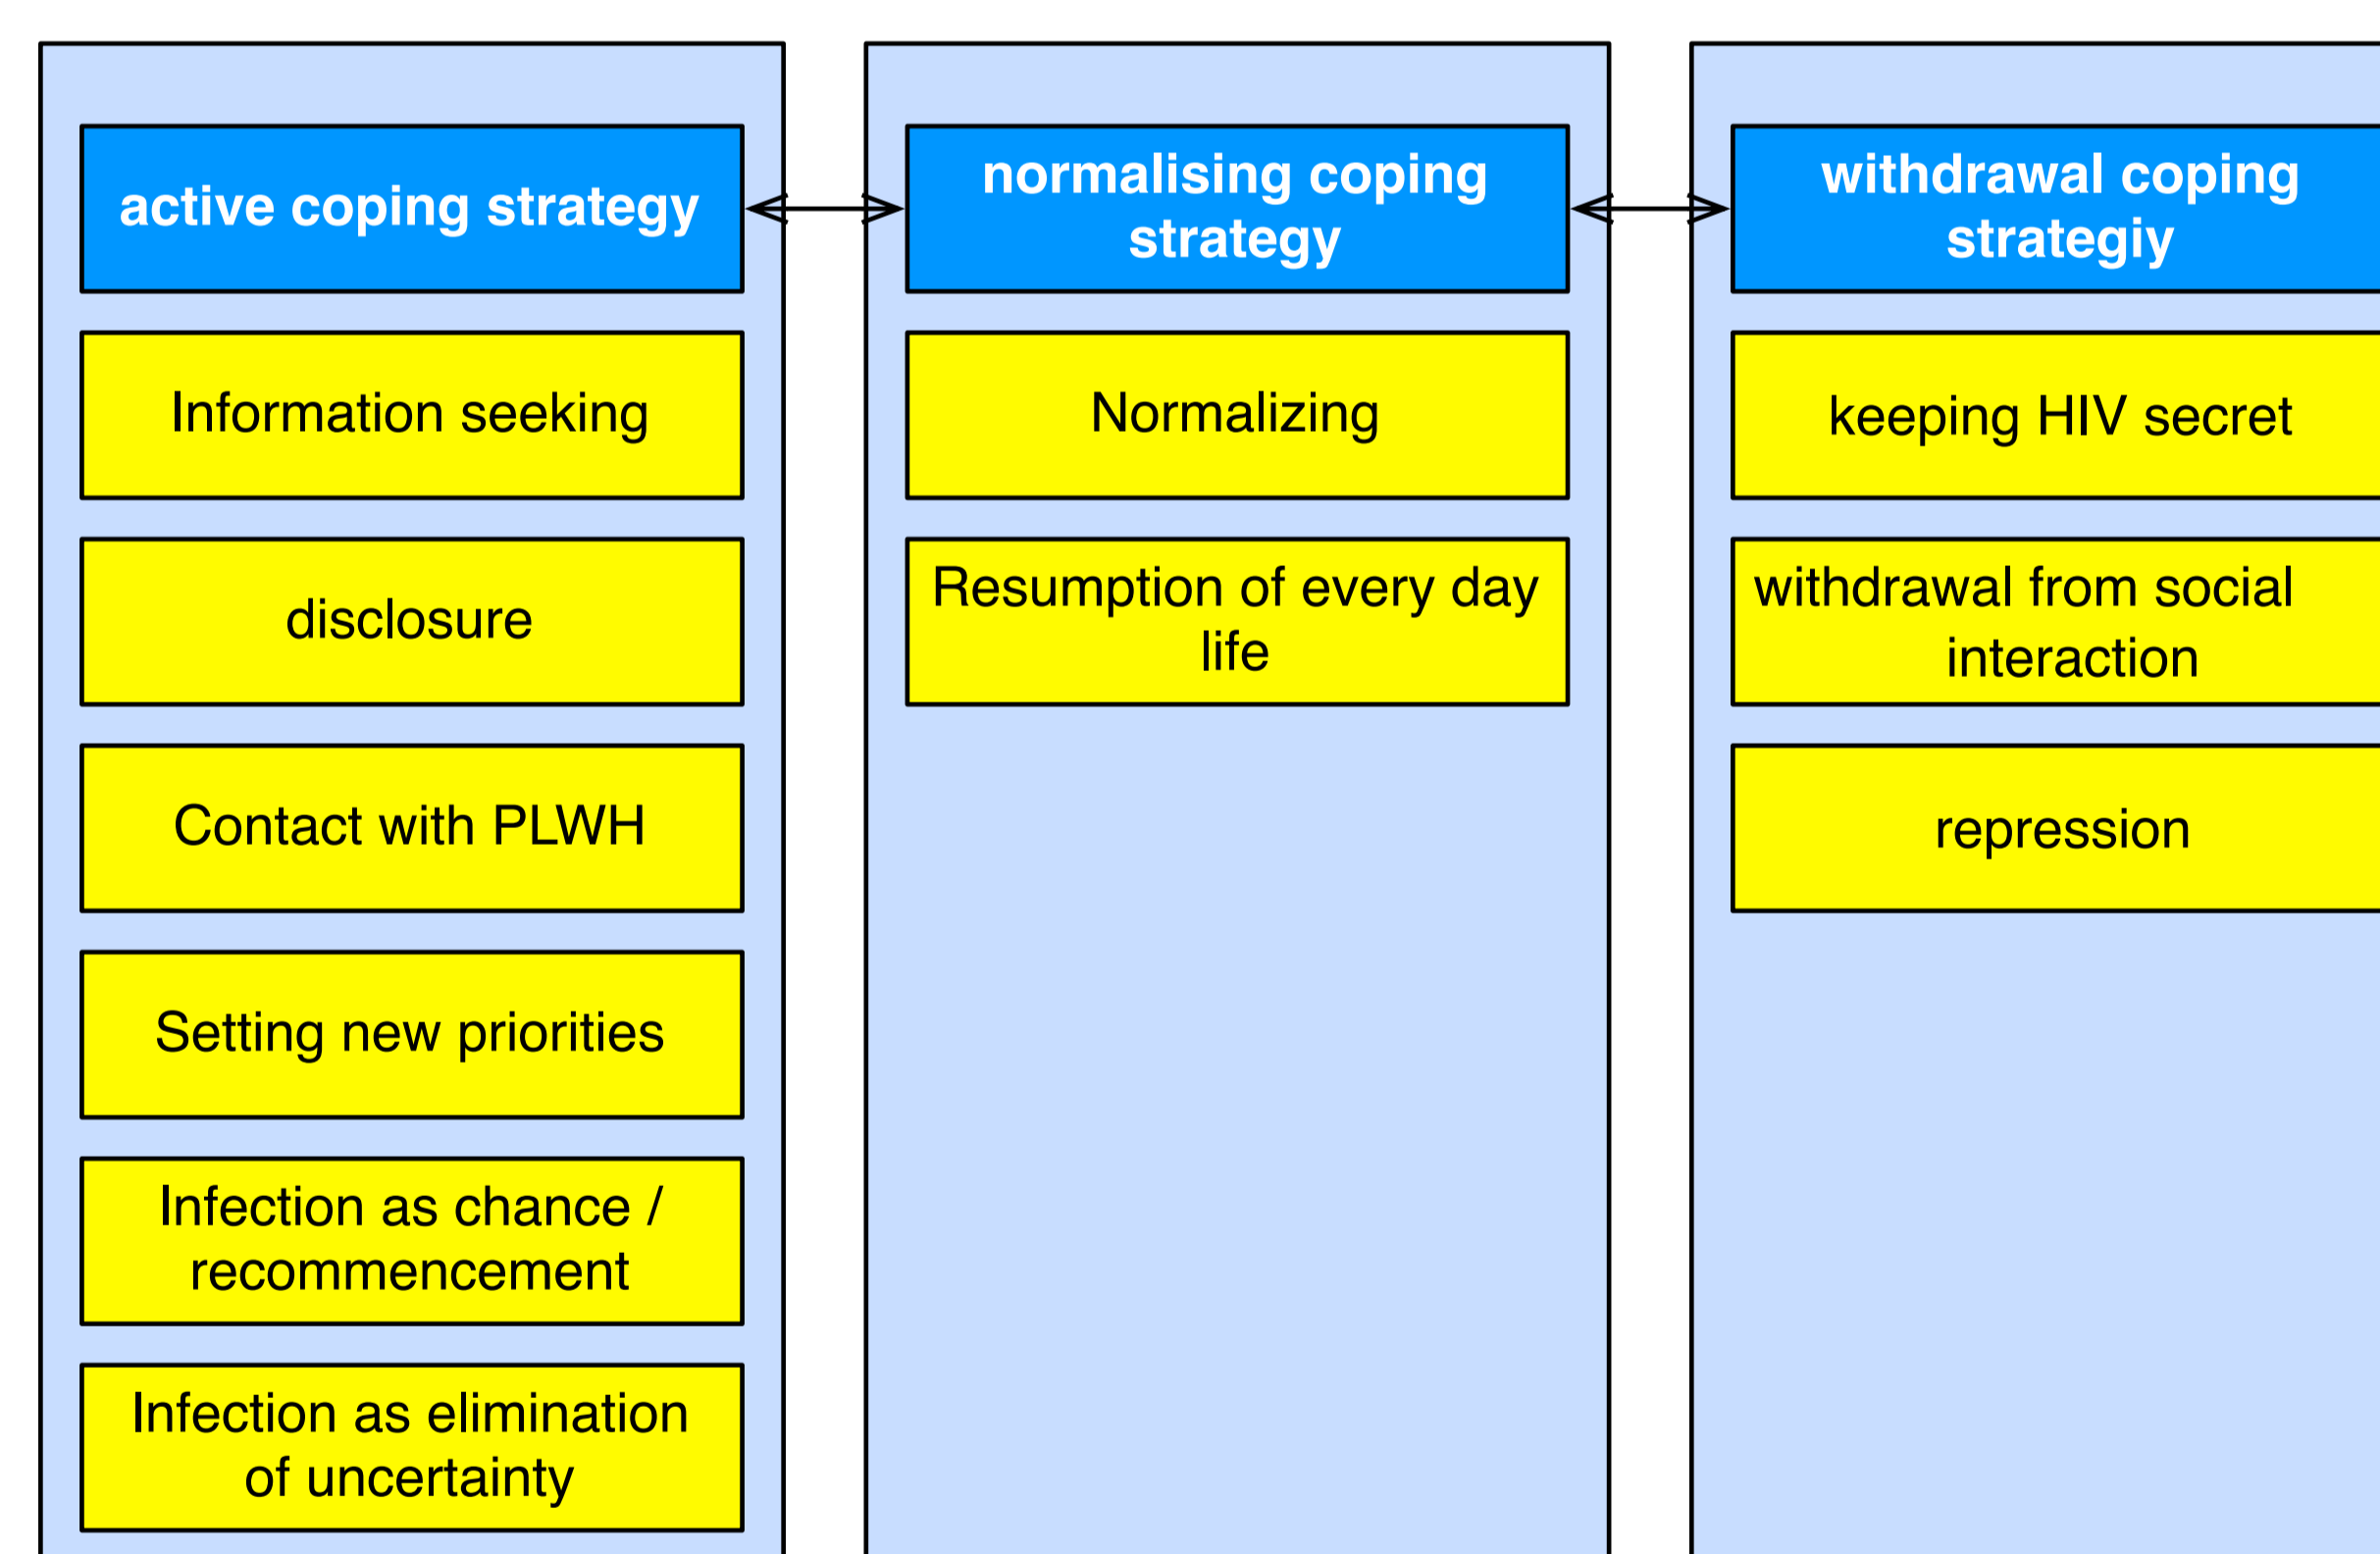 active coping strategy
Information seeking
disclosure
Contact with PLWH
Setting new priorities
Infection as chance /
recommencement
Infection as elimination
of uncertainty
normalising coping
strategy
Normalizing
Resumption of every day
life
withdrawal coping
strategiy
keeping HIV secret
withdrawal from social
interaction
repression